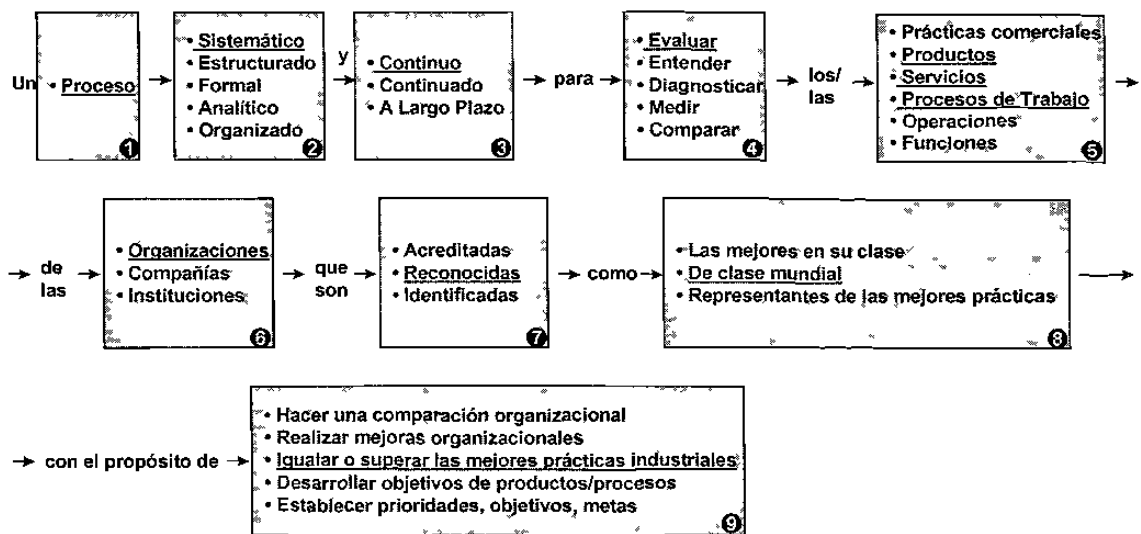 Un
• Proceso
1
• Sistemático
• Estructurado
• Formal
• Analítico
• Organizado
2
y
• Continuo
• Continuado
• A Largo Plazo
3
para
• Evaluar
• Entender
• Diagnosticar
• Medir
• Comparar
4
los/
las
• Prácticas comerciales
• Productos
• Servicios
• Procesos de Trabajo
• Operaciones
• Funciones
5
de
las
• Organizaciones
• Compañías
• Instituciones
6
que
son
• Acreditadas
• Reconocidas
• Identificadas
7
como
• Las mejores en su clase
• De clase mundial
• Representantes de las mejores prácticas
8
con el propósito de
• Hacer una comparación organizacional
• Realizar mejoras organizacionales
• Igualar o superar las mejores prácticas industriales
• Desarrollar objetivos de productos/procesos
• Establecer prioridades, objetivos, metas
9